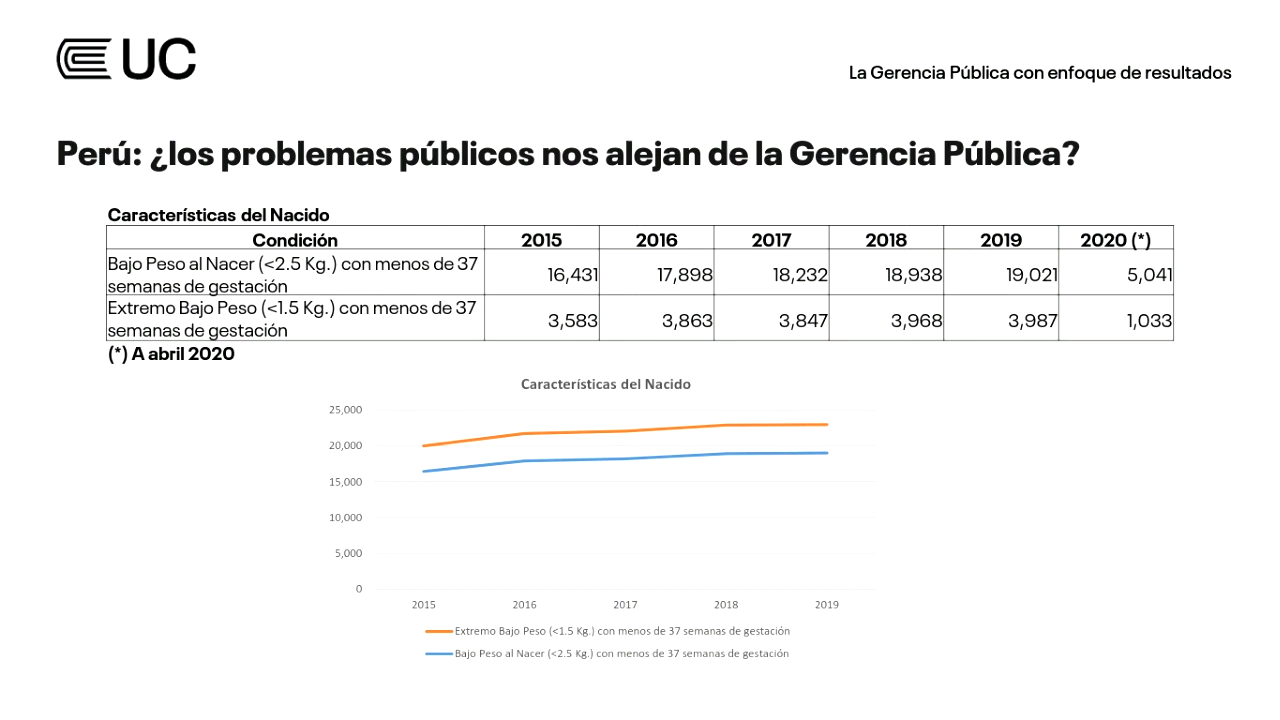 UC
La Gerencia Pública con enfoque de resultados
Perú: ¿los problemas públicos nos alejan de la Gerencia Pública?
Características del Nacido
Condición 2015 2016 2017 2018 2019 2020 (*)
Bajo Peso al Nacer (<2.5 Kg.) con menos de 37
semanas de gestación 16,431 17,898 18,232 18,938 19,021 5,041
Extremo Bajo Peso (<1.5 Kg.) con menos de 37
semanas de gestación 3,583 3,863 3,847 3,968 3,987 1,033
(*) A abril 2020
Características del Nacido
25,000
20,000
15,000
10,000
5,000
0
2015 2016 2017 2018 2019
Extremo Bajo Peso (<1.5 Kg.) con menos de 37 semanas de gestación
Bajo Peso al Nacer (<2.5 Kg.) con menos de 37 semanas de gestación